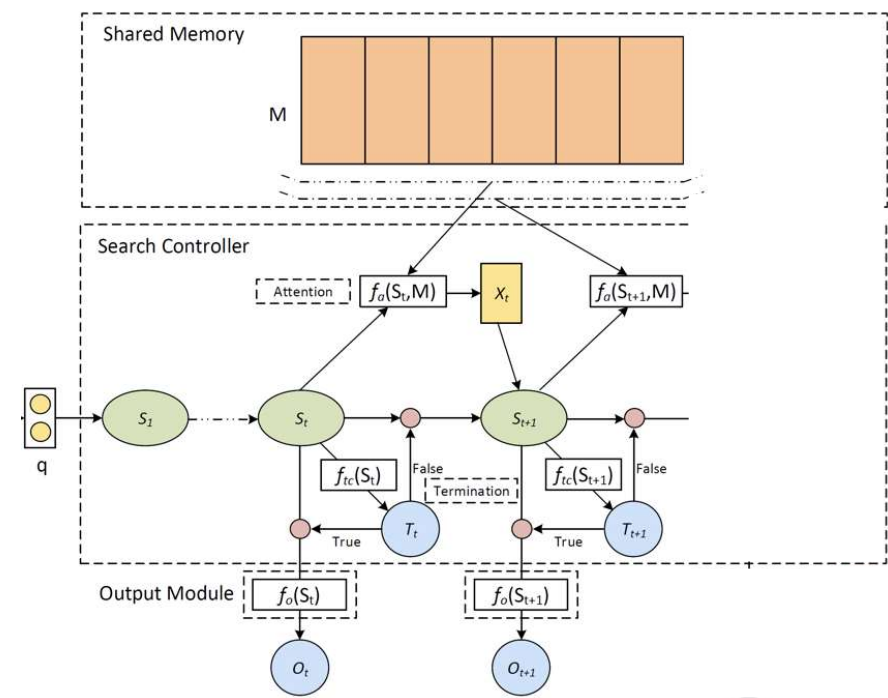 Shared Memory
M
Search Controller
Attention
fa(St,M)
Xt
fa(St+1,M)
S1
St
St+1
q
ftc(St)
False
Termination
ftc(St+1)
False
Tt
True
Tt+1
True
Output Module
fo(St)
fo(St+1)
Ot
Ot+1